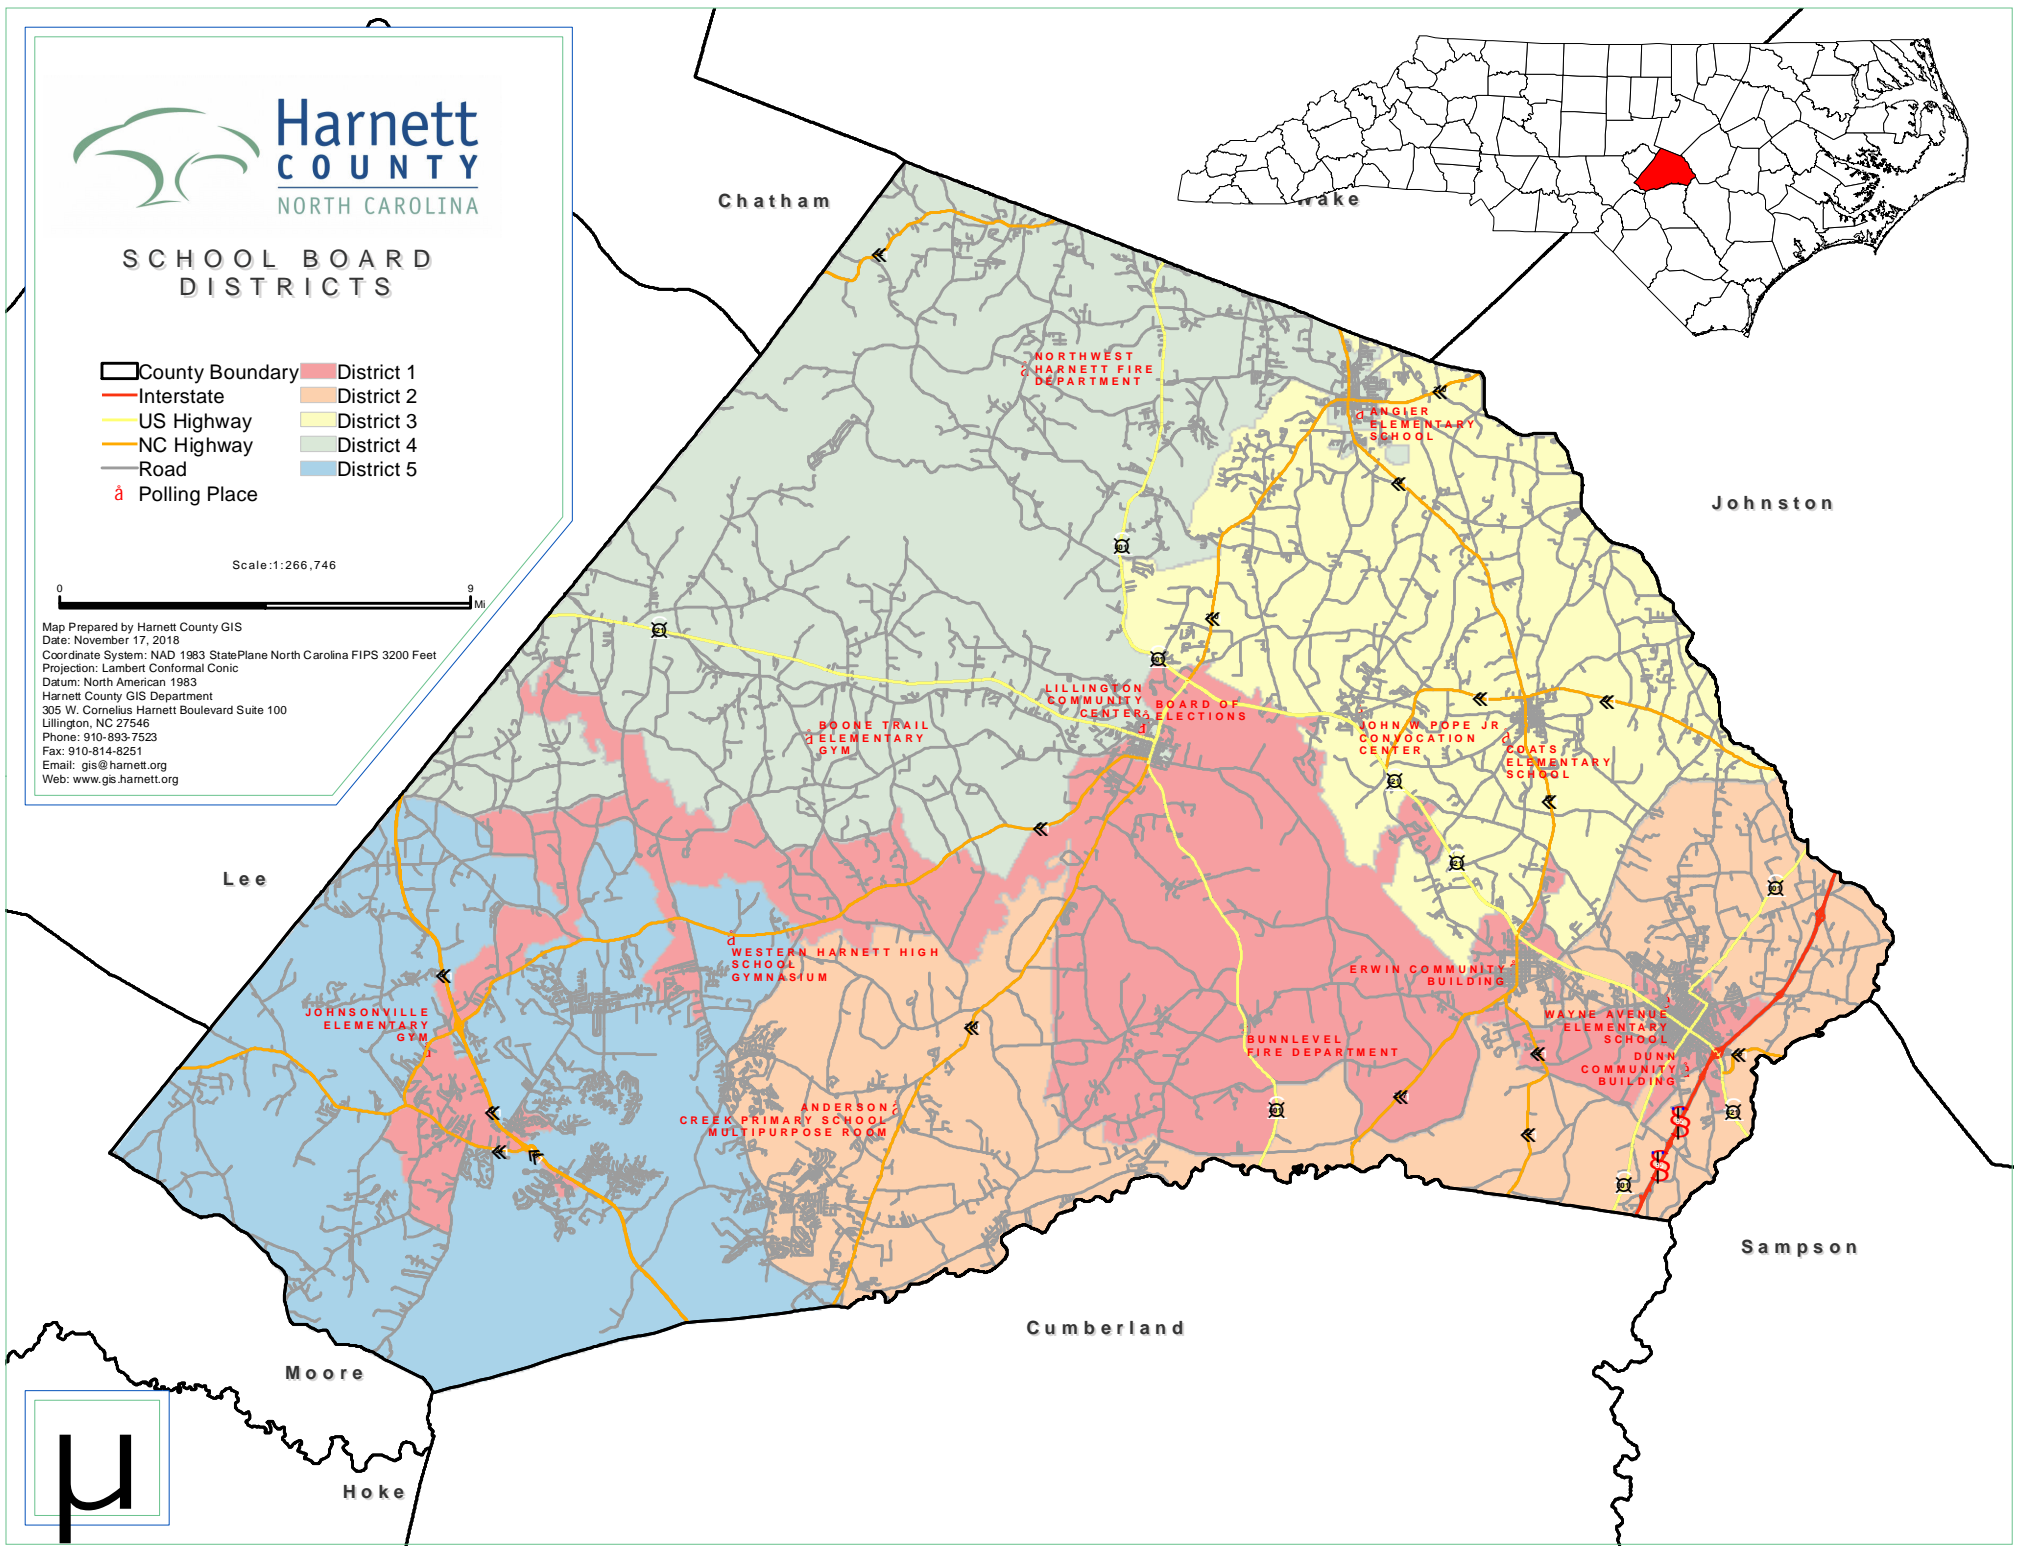 Harnett
COUNTY
NORTH CAROLINA
SCHOOL BOARD
DISTRICTS
County Boundary
Interstate
US Highway
NC Highway
Road
å Polling Place
District 1
District 2
District 3
District 4
District 5
Scale:1:266,746
0 9
Mi
Map Prepared by Harnett County GIS
Date: November 17, 2018
Coordinate System: NAD 1983 StatePlane North Carolina FIPS 3200 Feet
Projection: Lambert Conformal Conic
Datum: North American 1983
Harnett County GIS Department
305 W. Cornelius Harnett Boulevard Suite 100
Lillington, NC 27546
Phone: 910-893-7523
Fax: 910-814-8251
Email: gis@harnett.org
Web: www.gis.harnett.org
Chatham
Wake
Johnston
Lee
Sampson
Cumberland
Moore
Hoke
NORTHWEST
HARNETT FIRE
DEPARTMENT
ANGIER
ELEMENTARY
SCHOOL
LILLINGTON
COMMUNITY
CENTER
BOARD OF
ELECTIONS
BOONE TRAIL
ELEMENTARY
GYM
JOHN W POPE JR
CONVOCATION
CENTER
COATS
ELEMENTARY
SCHOOL
WESTERN HARNETT HIGH
SCHOOL
GYMNASIUM
ERWIN COMMUNITY
BUILDING
JOHNSONVILLE
ELEMENTARY
GYM
WAYNE AVENUE
ELEMENTARY
SCHOOL
BUNNLEVEL
FIRE DEPARTMENT
DUNN
COMMUNITY
BUILDING
ANDERSON
CREEK PRIMARY SCHOOL
MULTIPURPOSE ROOM
µ